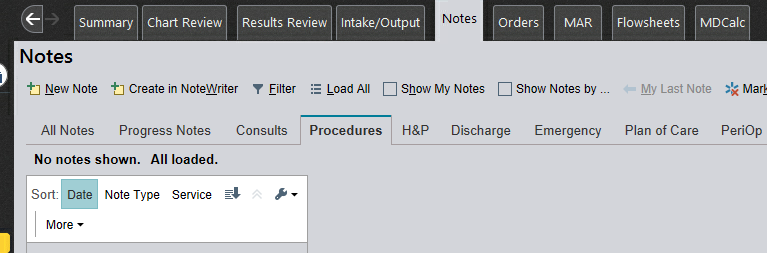 Summary Chart Review Results Review Intake/Output Notes Orders MAR Flowsheets MDCalc
Notes
New Note Create in NoteWriter Filter Load All Show My Notes Show Notes by ... My Last Note Mark
All Notes Progress Notes Consults Procedures H&P Discharge Emergency Plan of Care PeriOp
No notes shown. All loaded.
Sort: Date Note Type Service
More